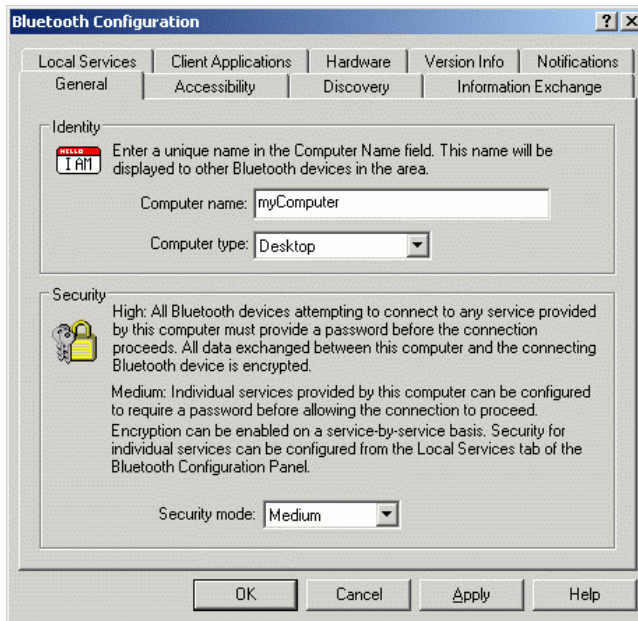 Bluetooth Configuration
Local Services
Client Applications
Hardware
Version Info
Notifications
General
Accessibility
Discovery
Information Exchange
Identity
HELLO
I AM
Enter a unique name in the Computer Name field. This name will be
displayed to other Bluetooth devices in the area.
Computer name: myComputer
Computer type: Desktop
Security
High: All Bluetooth devices attempting to connect to any service provided
by this computer must provide a password before the connection
proceeds. All data exchanged between this computer and the connecting
Bluetooth device is encrypted.
Medium: Individual services provided by this computer can be configured
to require a password before allowing the connection to proceed.
Encryption can be enabled on a service-by-service basis. Security for
individual services can be configured from the Local Services tab of the
Bluetooth Configuration Panel.
Security mode: Medium
OK
Cancel
Apply
Help